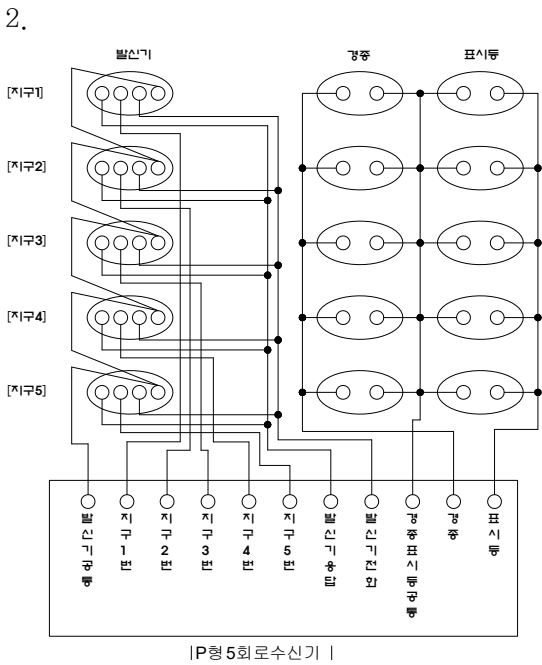 2.
발신기 경종 표시등
[지구1]
[지구2]
[지구3]
[지구4]
[지구5]
발신기공통
지구1번
지구2번
지구3번
지구4번
지구5번
발신기응답
발신기전화
경종표시등공통
경종
표시등
|P형5회로수신기 |